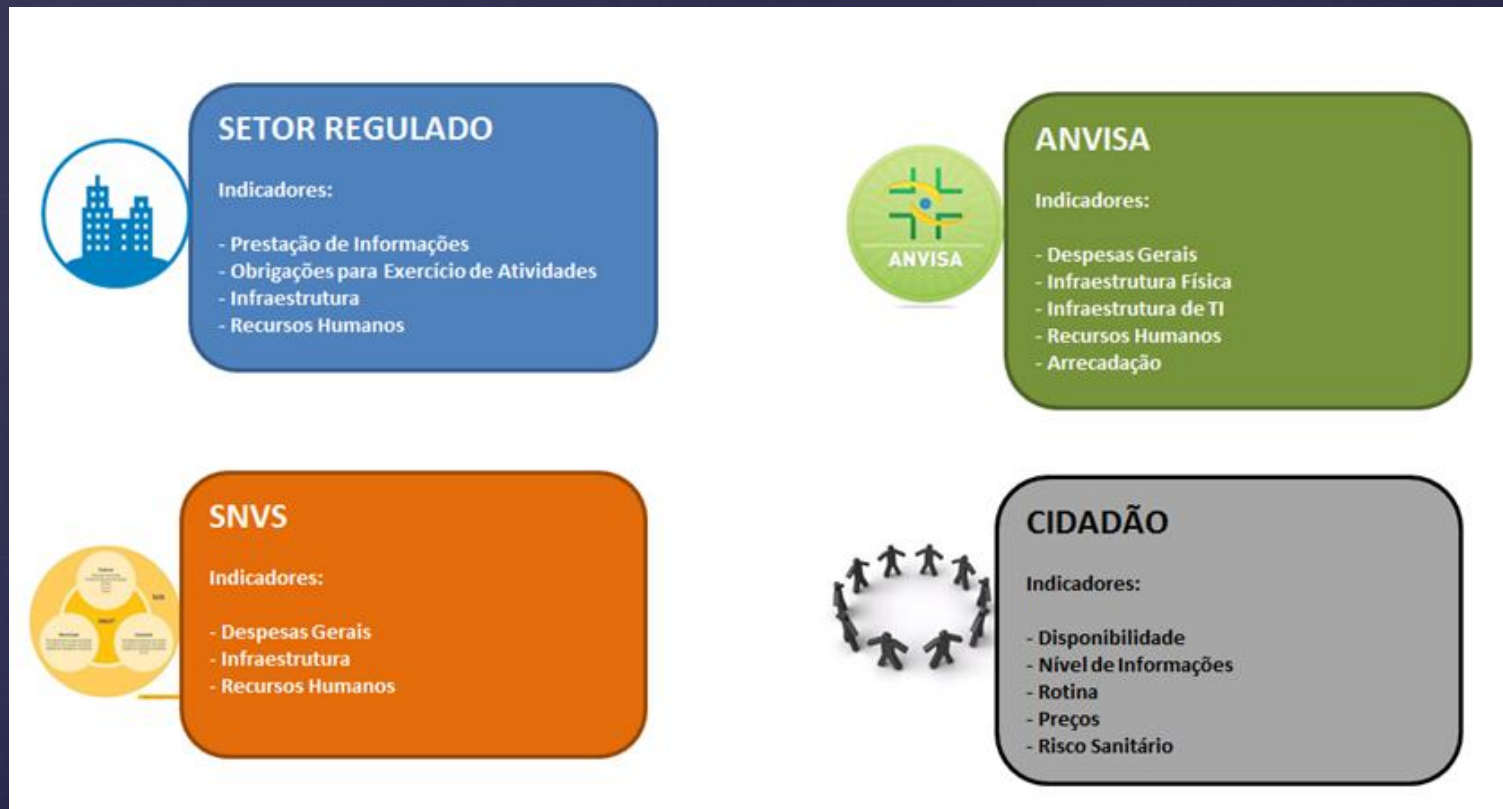 SETOR REGULADO
Indicadores:
- Prestação de Informações
- Obrigações para Exercício de Atividades
- Infraestrutura
- Recursos Humanos
ANVISA
ANVISA
Indicadores:
- Despesas Gerais
- Infraestrutura Física
- Infraestrutura de TI
- Recursos Humanos
- Arrecadação
SNVS
Indicadores:
- Despesas Gerais
- Infraestrutura
- Recursos Humanos
CIDADÃO
Indicadores:
- Disponibilidade
- Nível de Informações
- Rotina
- Preços
- Risco Sanitário